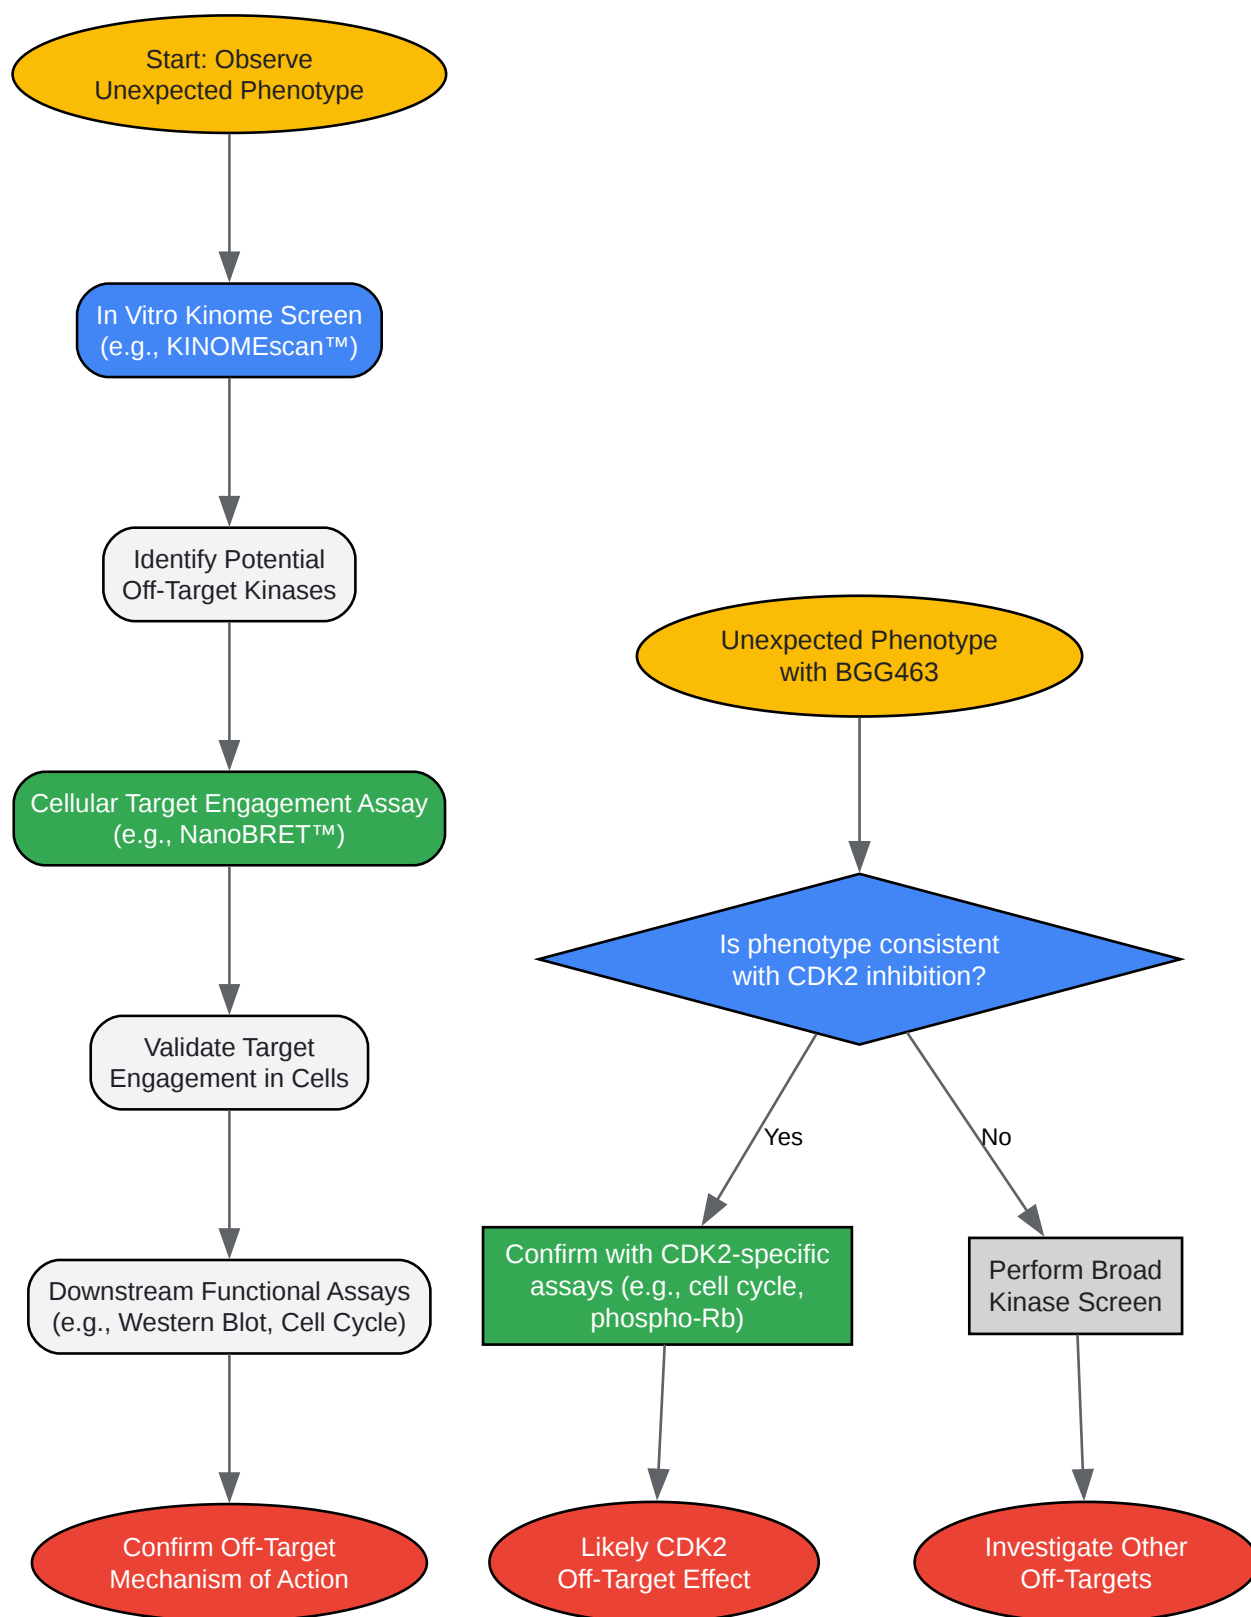 Start: Observe
Unexpected Phenotype
In Vitro Kinome Screen
(e.g., KINOMEscan™)
Identify Potential
Off-Target Kinases
Cellular Target Engagement Assay
(e.g., NanoBRET™)
Validate Target
Engagement in Cells
Downstream Functional Assays
(e.g., Western Blot, Cell Cycle)
Confirm Off-Target
Mechanism of Action
Unexpected Phenotype
with BGG463
Is phenotype consistent
with CDK2 inhibition?
Yes
No
Confirm with CDK2-specific
assays (e.g., cell cycle,
phospho-Rb)
Perform Broad
Kinase Screen
Likely CDK2
Off-Target Effect
Investigate Other
Off-Targets